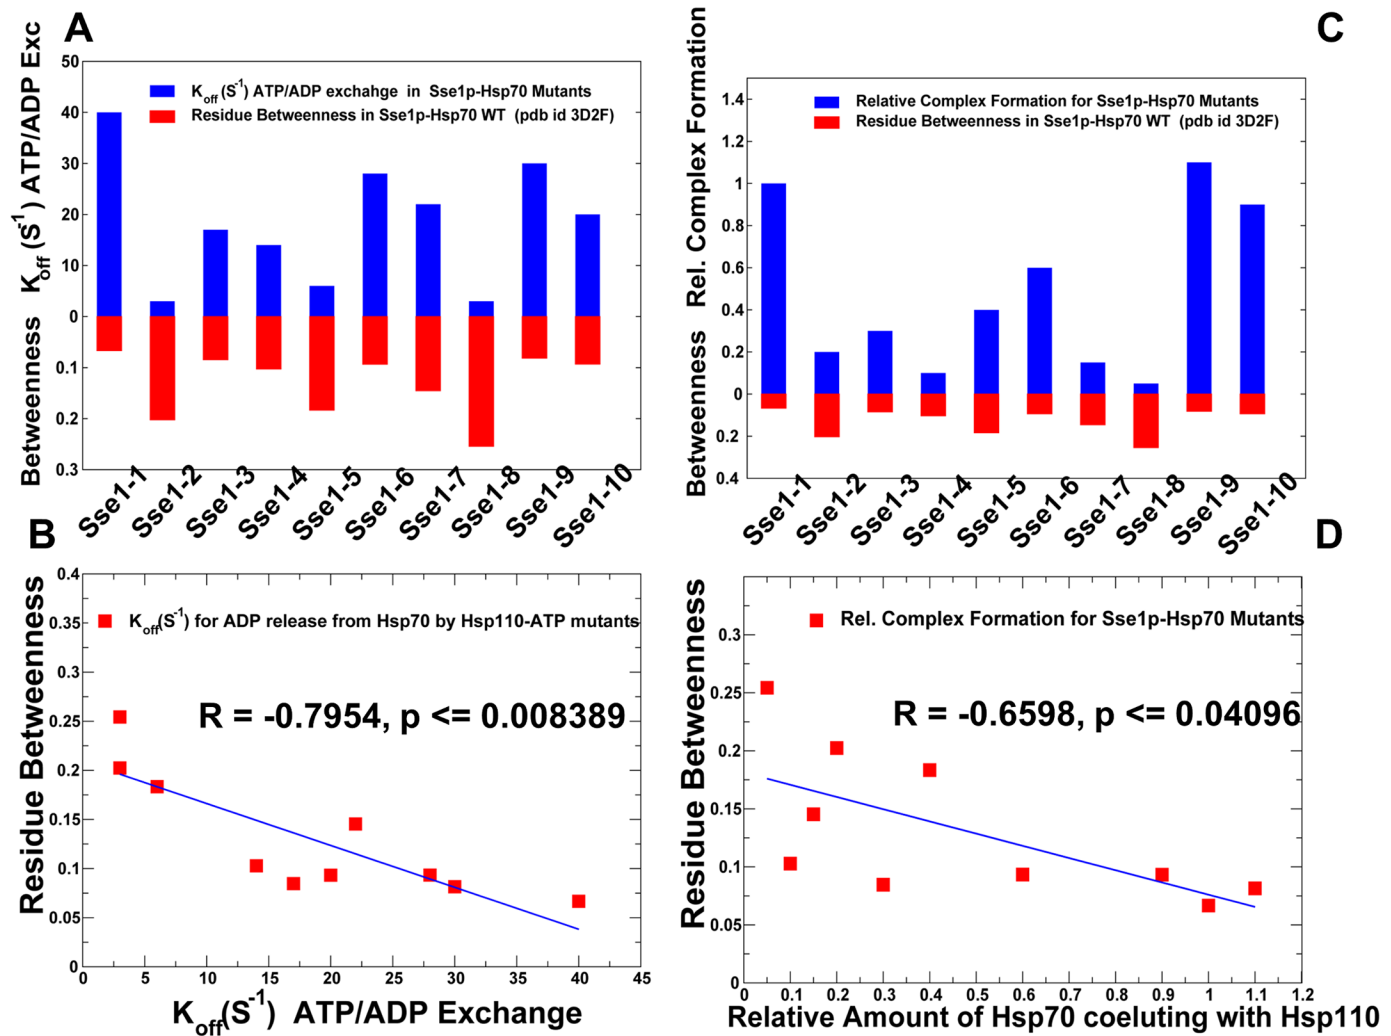 A
K_off (S^-1) ATP/ADP Exc
Betweenness
50
40
30
20
10
0
0.1
0.2
0.3
K_off (S^-1) ATP/ADP exchahge in Sse1p-Hsp70 Mutants
Residue Betweenness in Sse1p-Hsp70 WT (pdb id 3D2F)
Sse1-1
Sse1-2
Sse1-3
Sse1-4
Sse1-5
Sse1-6
Sse1-7
Sse1-8
Sse1-9
Sse1-10
C
Rel. Complex Formation
Betweenness
1.4
1.2
1
0.8
0.6
0.4
0.2
0
0.2
0.4
Relative Complex Formation for Sse1p-Hsp70 Mutants
Residue Betweenness in Sse1p-Hsp70 WT (pdb id 3D2F)
Sse1-1
Sse1-2
Sse1-3
Sse1-4
Sse1-5
Sse1-6
Sse1-7
Sse1-8
Sse1-9
Sse1-10
B
Residue Betweenness
0.4
0.35
0.3
0.25
0.2
0.15
0.1
0.05
0
K_off(S^-1) for ADP release from Hsp70 by Hsp110-ATP mutants
R = -0.7954, p <= 0.008389
0 5 10 15 20 25 30 35 40 45
K_off(S^-1) ATP/ADP Exchange
D
Residue Betweenness
0.3
0.25
0.2
0.15
0.1
0.05
0
Rel. Complex Formation for Sse1p-Hsp70 Mutants
R = -0.6598, p <= 0.04096
0.1 0.2 0.3 0.4 0.5 0.6 0.7 0.8 0.9 1 1.1 1.2
Relative Amount of Hsp70 coeluting with Hsp110